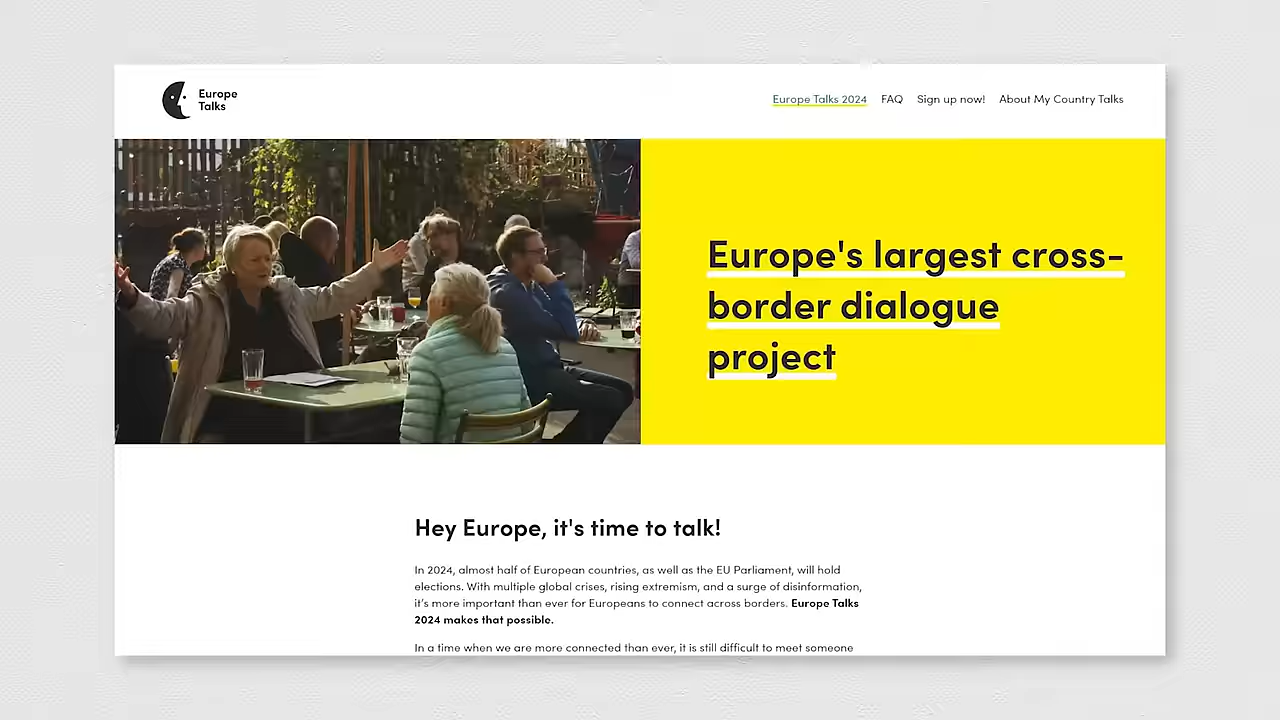 Europe
Talks
Europe Talks 2024 FAQ Sign up now! About My Country Talks
Europe's largest cross-
border dialogue
project
Hey Europe, it's time to talk!
In 2024, almost half of European countries, as well as the EU Parliament, will hold
elections. With multiple global crises, rising extremism, and a surge of disinformation,
it's more important than ever for Europeans to connect across borders. Europe Talks
2024 makes that possible.
In a time when we are more connected than ever, it is still difficult to meet someone